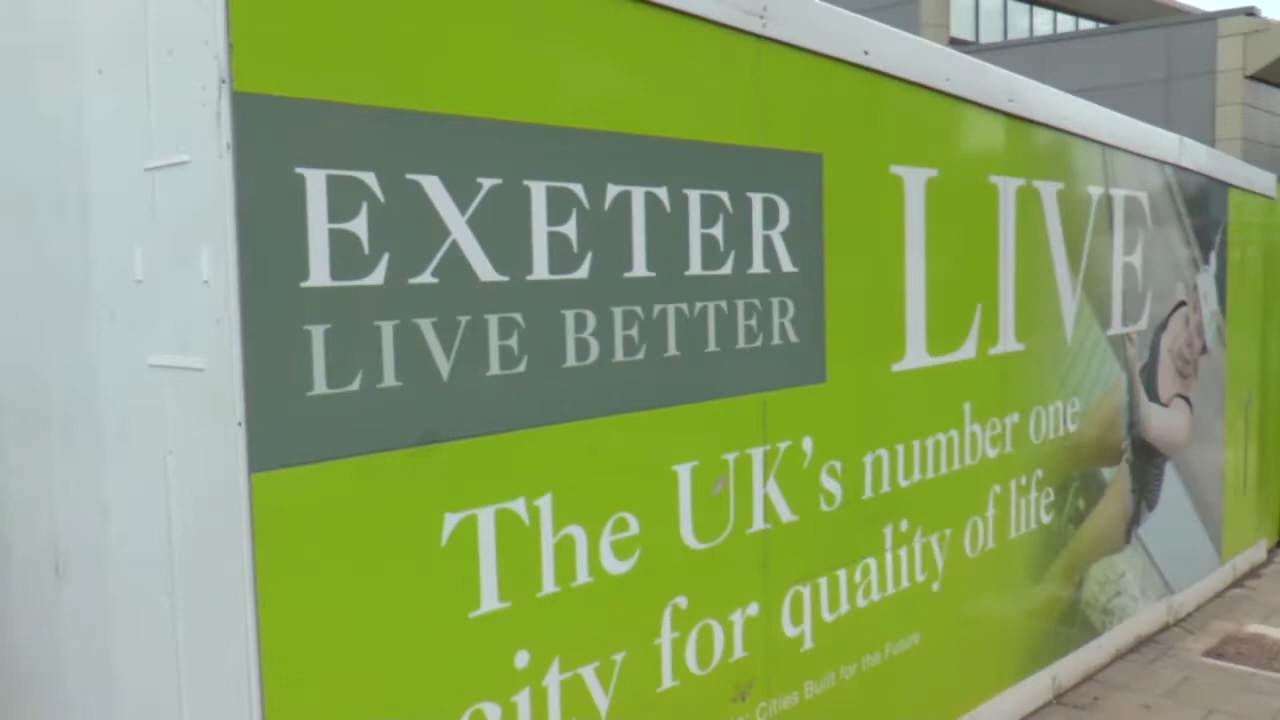 EXETER
LIVE BETTER
LIVE
The UK's number one
city for quality of life
Cities Built for the Future